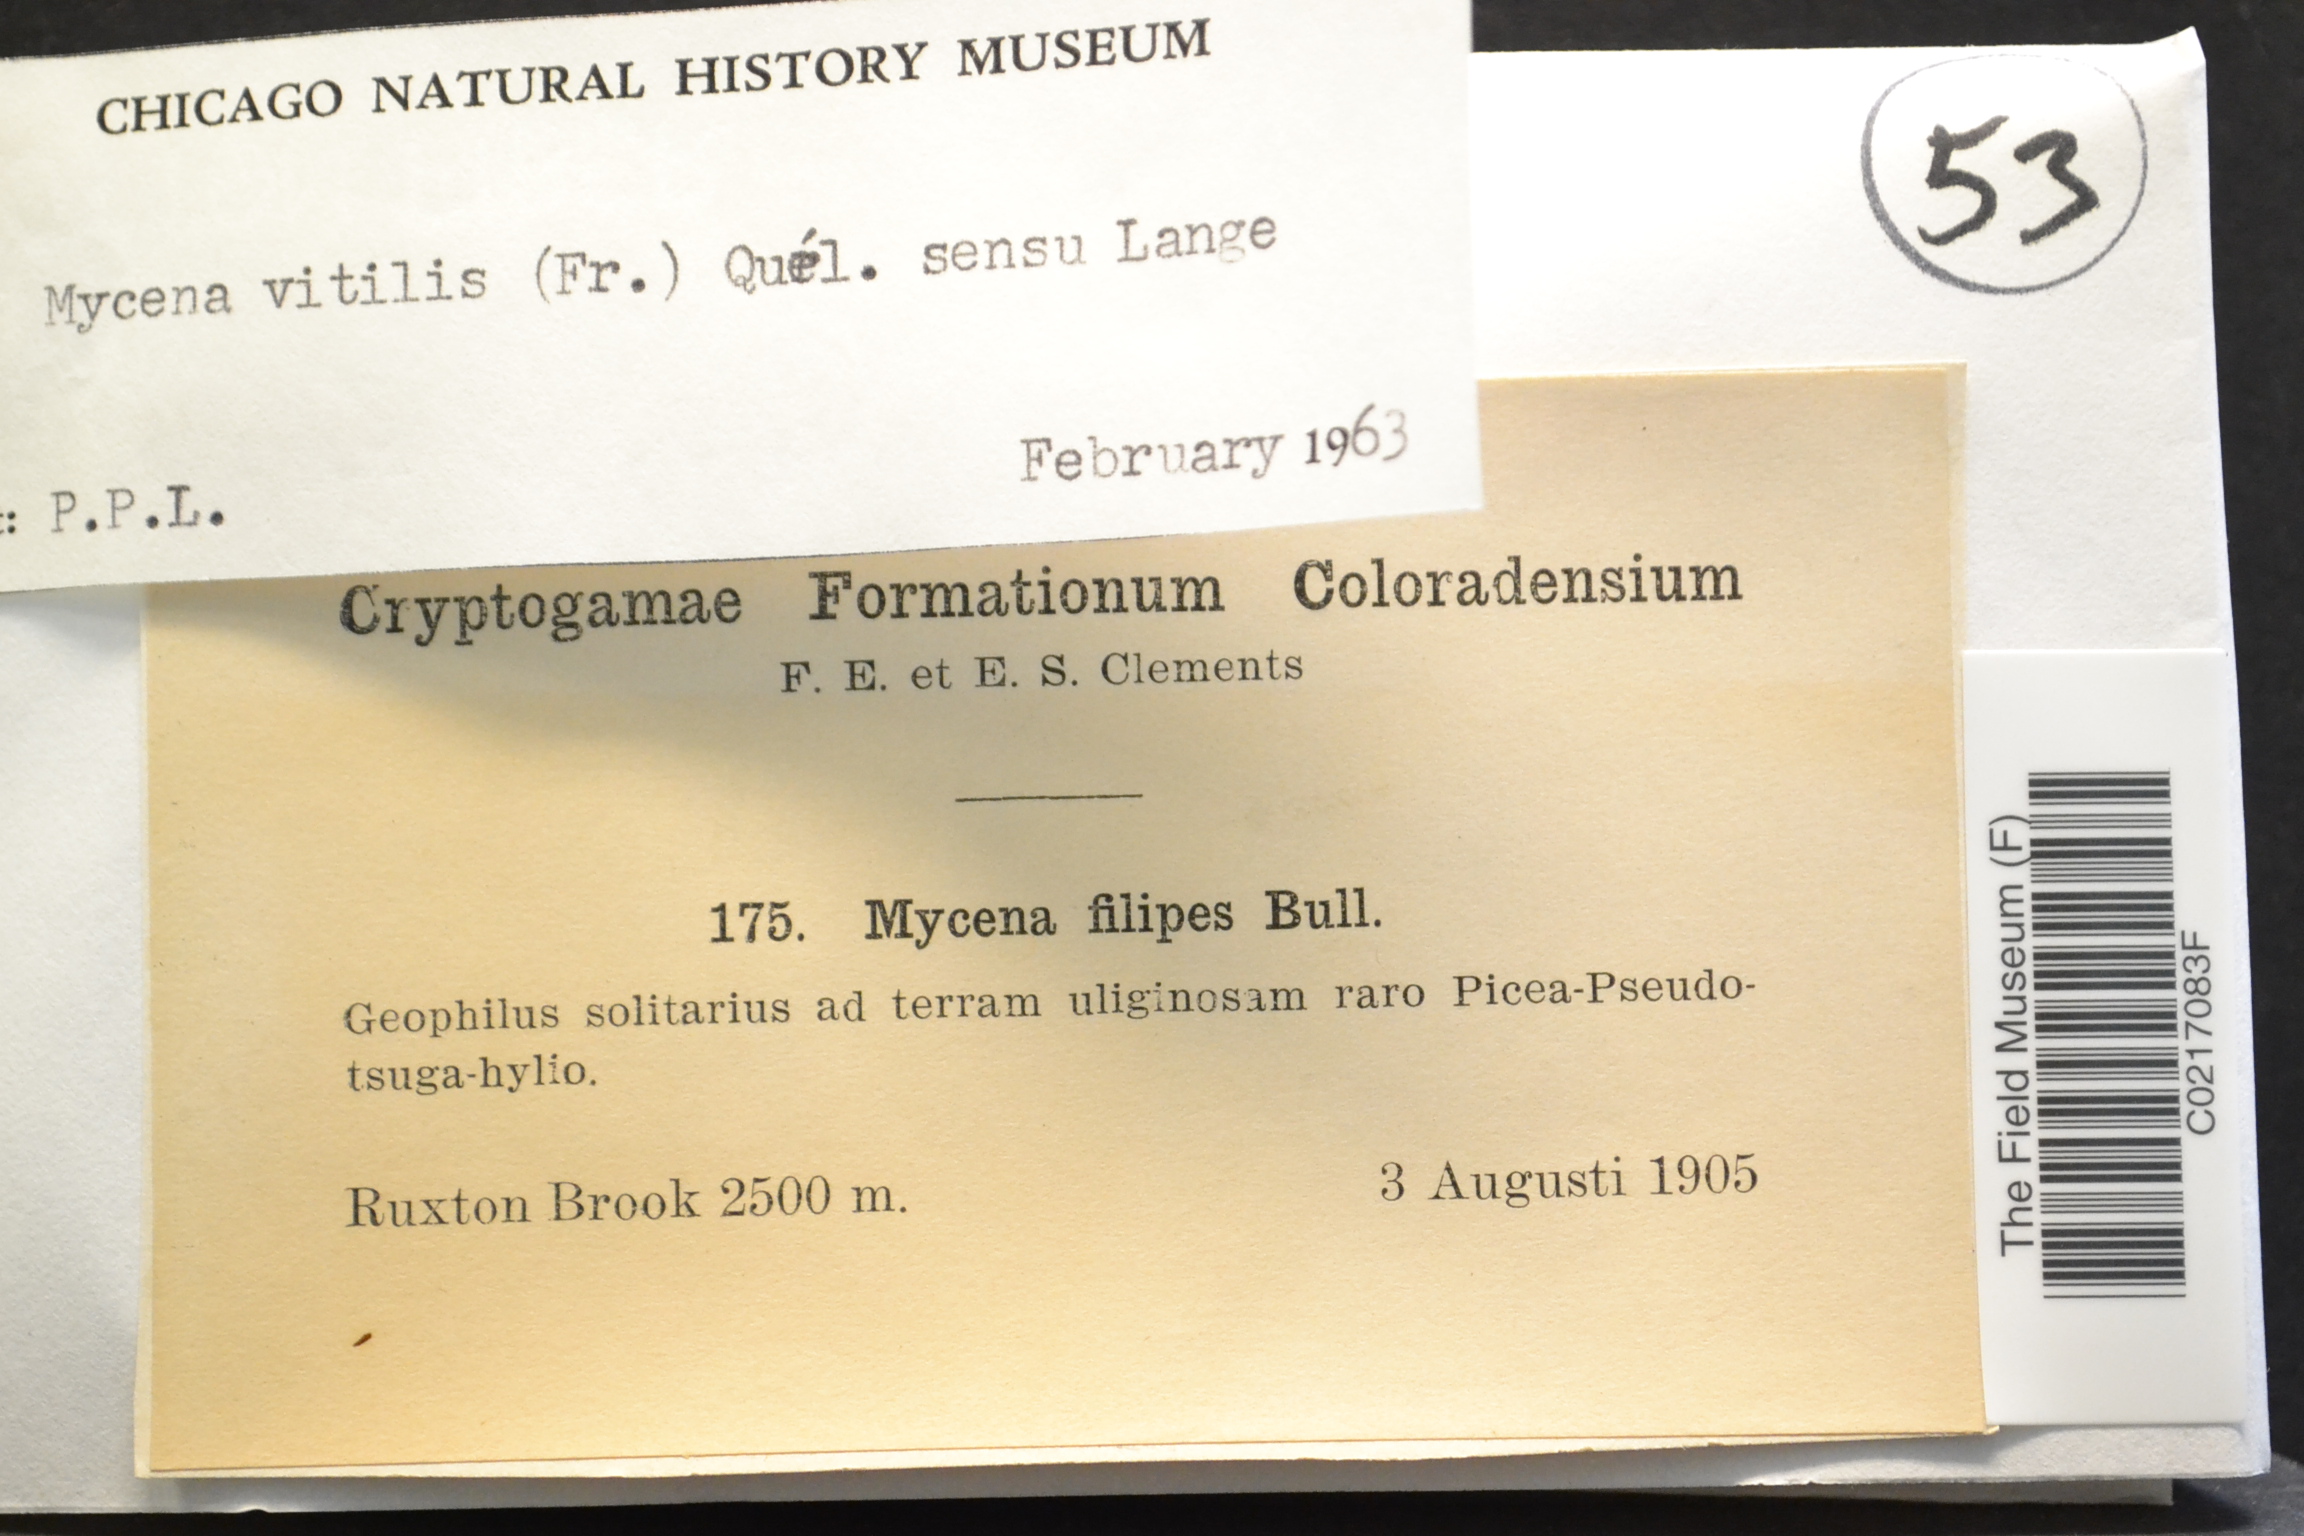 CHICAGO NATURAL HISTORY MUSEUM
Mycena vitilis (Fr.) Quél. sensu Lange
February 1963
: P.P.L.
53
Cryptogamae Formationum Coloradensium
F. E. et E. S. Clements
175. Mycena filipes Bull.
Geophilus solitarius ad terram uliginosam raro Picea-Pseudo-
tsuga-hylio.
Ruxton Brook 2500 m.
3 Augusti 1905
The Field Museum (F)
C0217083F